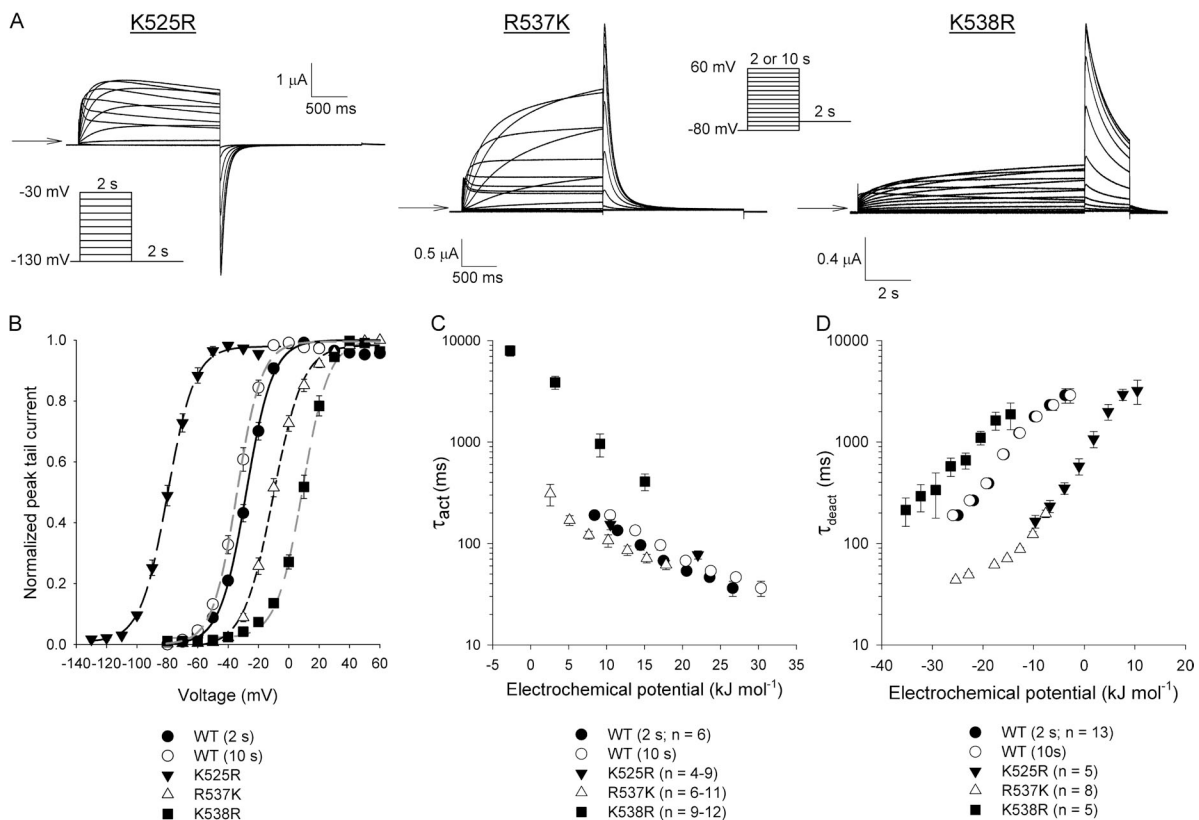 A
K525R
R537K
K538R
1 μA
500 ms
60 mV
2 or 10 s
2 s
-80 mV
-30 mV
2 s
-130 mV
2 s
0.5 μA
500 ms
0.4 μA
2 s
B
Normalized peak tail current
1.0
0.8
0.6
0.4
0.2
0.0
-140 -120 -100 -80 -60 -40 -20 0 20 40 60
Voltage (mV)
WT (2 s)
WT (10 s)
K525R
R537K
K538R
C
τact (ms)
10000
1000
100
10
-5 0 5 10 15 20 25 30 35
Electrochemical potential (kJ mol-1)
WT (2 s; n = 6)
WT (10 s)
K525R (n = 4-9)
R537K (n = 6-11)
K538R (n = 9-12)
D
τdeact (ms)
10000
1000
100
10
-40 -30 -20 -10 0 10 20
Electrochemical potential (kJ mol-1)
WT (2 s; n = 13)
WT (10s)
K525R (n = 5)
R537K (n = 8)
K538R (n = 5)